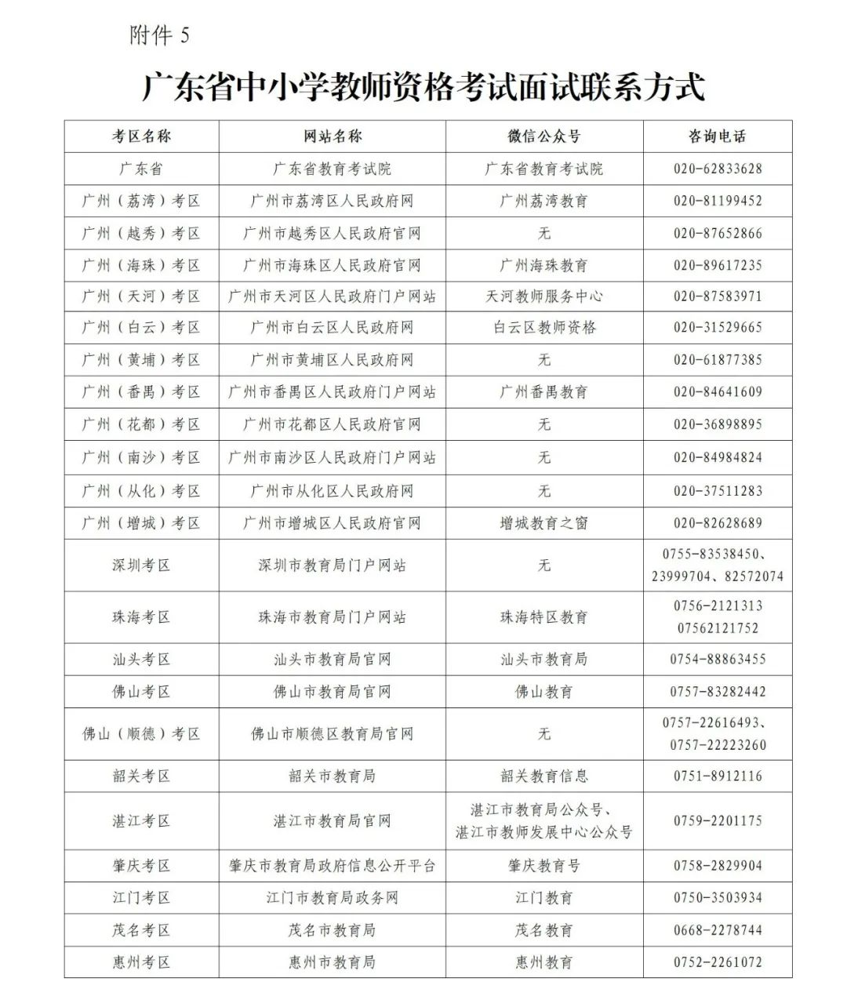 附件 5
广东省中小学教师资格考试面试联系方式
考区名称 网站名称 微信公众号 咨询电话
广东省 广东省教育考试院 广东省教育考试院 020-62833628
广州（荔湾）考区 广州市荔湾区人民政府网 广州荔湾教育 020-81199452
广州（越秀）考区 广州市越秀区人民政府官网 无 020-87652866
广州（海珠）考区 广州市海珠区人民政府官网 广州海珠教育 020-89617235
广州（天河）考区 广州市天河区人民政府门户网站 天河教师服务中心 020-87583971
广州（白云）考区 广州市白云区人民政府网 白云区教师资格 020-31529665
广州（黄埔）考区 广州市黄埔区人民政府网 无 020-61877385
广州（番禺）考区 广州市番禺区人民政府门户网站 广州番禺教育 020-84641609
广州（花都）考区 广州市花都区人民政府官网 无 020-36898895
广州（南沙）考区 广州市南沙区人民政府门户网站 无 020-84984824
广州（从化）考区 广州市从化区人民政府网 无 020-37511283
广州（增城）考区 广州市增城区人民政府官网 增城教育之窗 020-82628689
深圳考区 深圳市教育局门户网站 无 0755-83538450、
23999704、82572074
珠海考区 珠海市教育局门户网站 珠海特区教育 0756-2121313
07562121752
汕头考区 汕头市教育局官网 汕头市教育局 0754-88863455
佛山考区 佛山市教育局官网 佛山教育 0757-83282442
佛山（顺德）考区 佛山市顺德区教育局官网 无 0757-22616493、
0757-22223260
韶关考区 韶关市教育局 韶关教育信息 0751-8912116
湛江考区 湛江市教育局官网 湛江市教育局公众号、
湛江市教师发展中心公众号 0759-2201175
肇庆考区 肇庆市教育局政府信息公开平台 肇庆教育号 0758-2829904
江门考区 江门市教育局政务网 江门教育 0750-3503934
茂名考区 茂名市教育局 茂名教育 0668-2278744
惠州考区 惠州市教育局 惠州教育 0752-2261072